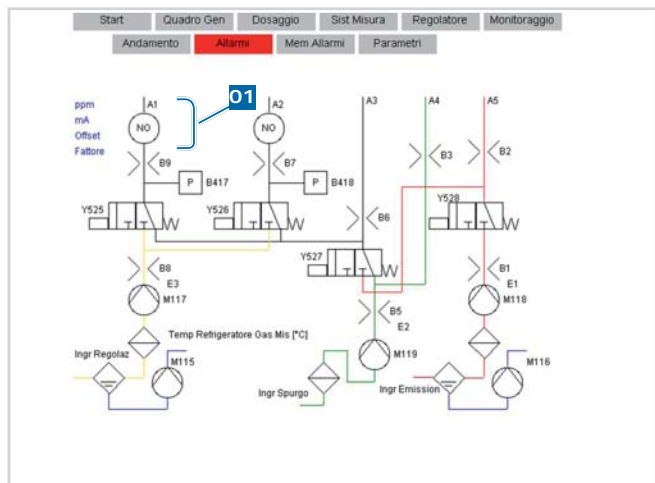 Start Quadro Gen Dosaggio Sist Misura Regolatore Monitoraggio
Andamento Allarmi Mem Allarmi Parametri
ppm A1 01 A2 A3 A4 A5
mA NO NO
Offset
Fattore
B9 B7 B3 B2
P B417 P B418
Y525 Y526 B6 Y528
Y527
B8 B1
E3 E1
M117 B5 M118
E2
Temp Refrigeratore Gas Mis [°C]
Ingr Regolaz M115 M119 M116
Ingr Spurgo Ingr Emission